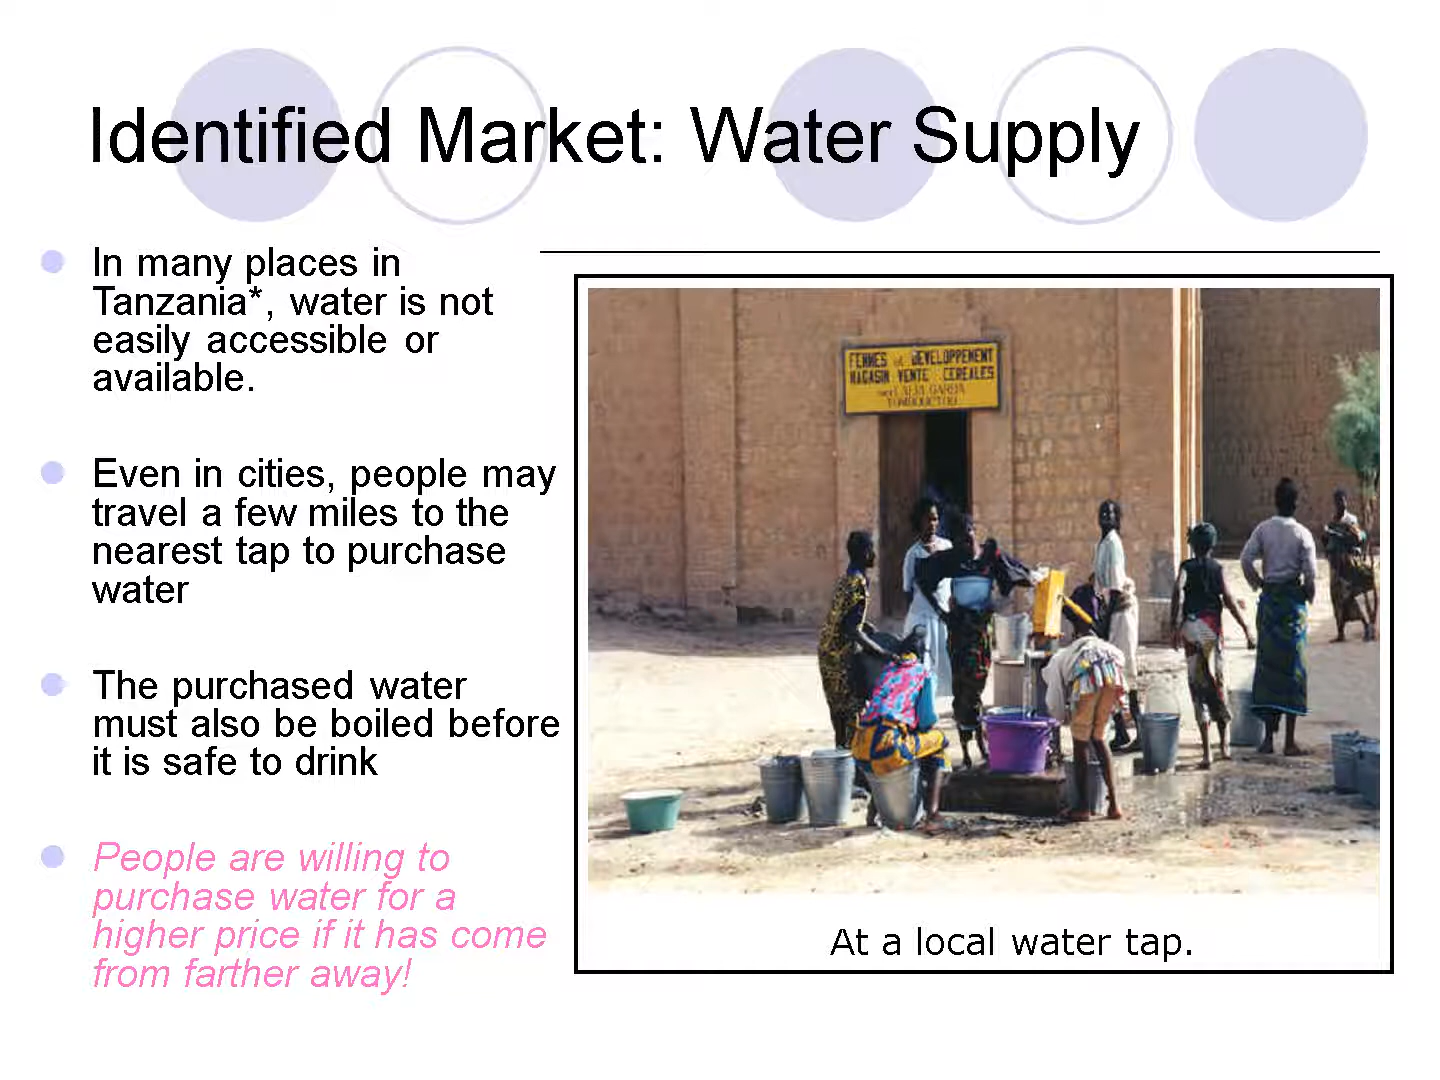 Identified Market: Water Supply
In many places in
Tanzania*, water is not
easily accessible or
available.
Even in cities, people may
travel a few miles to the
nearest tap to purchase
water
The purchased water
must also be boiled before
it is safe to drink
People are willing to
purchase water for a
higher price if it has come
from farther away!
FEMMES et DEVELOPPEMENT
MAGASIN VENTE CEREALES
TOMBOUCTOU
At a local water tap.